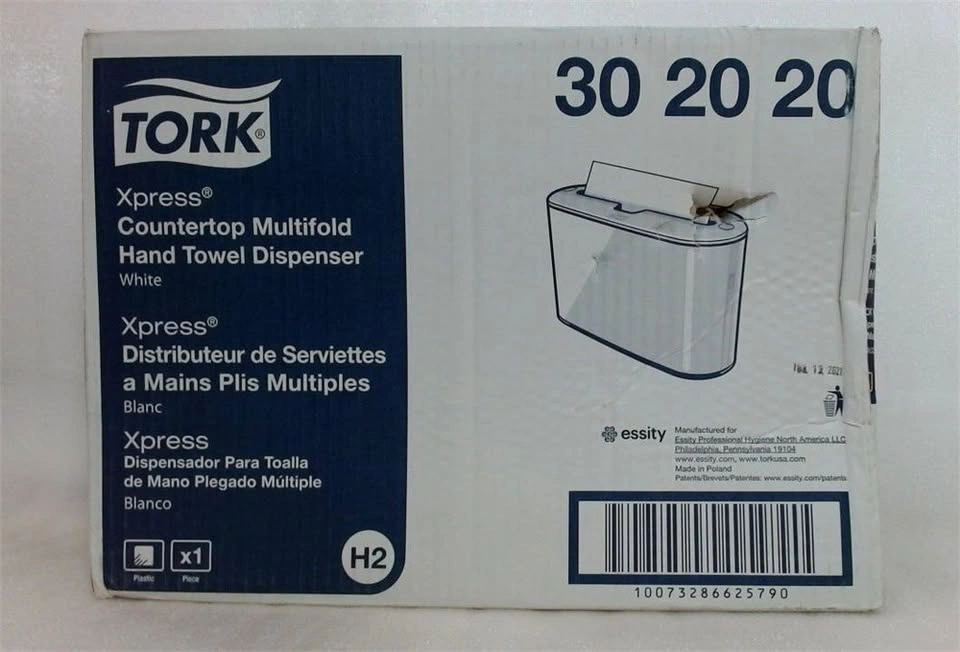 TORK®
Xpress®
Countertop Multifold
Hand Towel Dispenser
White
Xpress®
Distributeur de Serviettes
a Mains Plis Multiples
Blanc
Xpress
Dispensador Para Toalla
de Mano Plegado Múltiple
Blanco
Plastic
x1
Piece
H2
30 20 20
12 2021
essity
Manufactured for
Essity Professional Hygiene North America LLC
Philadelphia, Pennsylvania 19104
www.essity.com, www.torkusa.com
Made in Poland
Patents/Brevets/Patentes: www.essity.com/patents
10073286625790